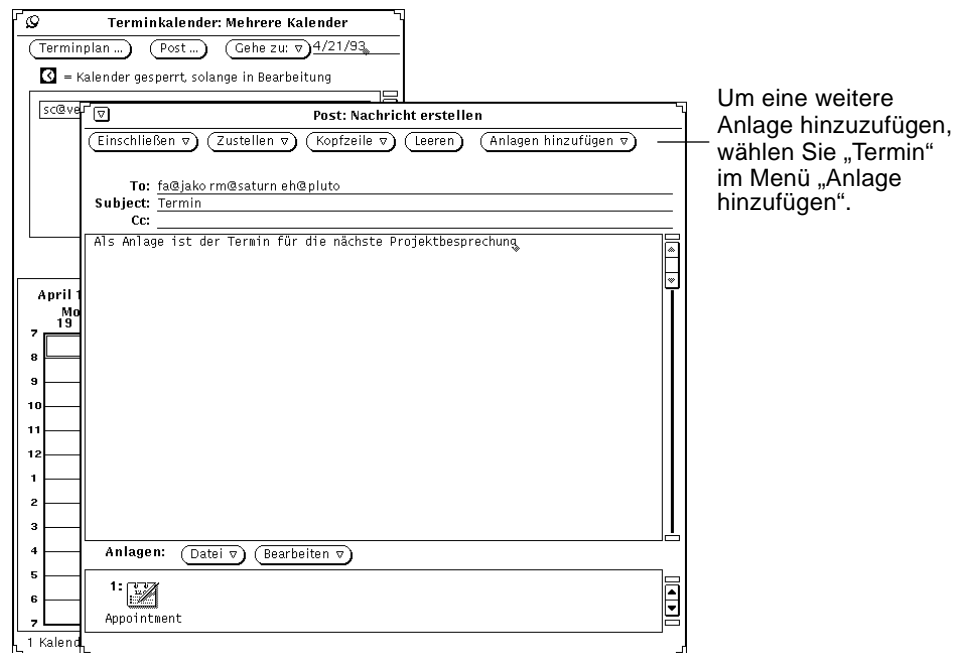 Terminkalender: Mehrere Kalender
Terminplan ... Post ... Gehe zu: 4/21/93
= Kalender gesperrt, solange in Bearbeitung
Post: Nachricht erstellen
Einschließen Zustellen Kopfzeile Leeren Anlagen hinzufügen
To: fa@jako rm@saturn eh@pluto
Subject: Termin
Cc:
Als Anlage ist der Termin für die nächste Projektbesprechung
April
Mo
19
7
8
9
10
11
12
1
2
3
4
5
6
7
Anlagen: Datei Bearbeiten
1:
Appointment
1 Kalend
Um eine weitere
Anlage hinzuzufügen,
wählen Sie „Termin“
im Menü „Anlage
hinzufügen“.